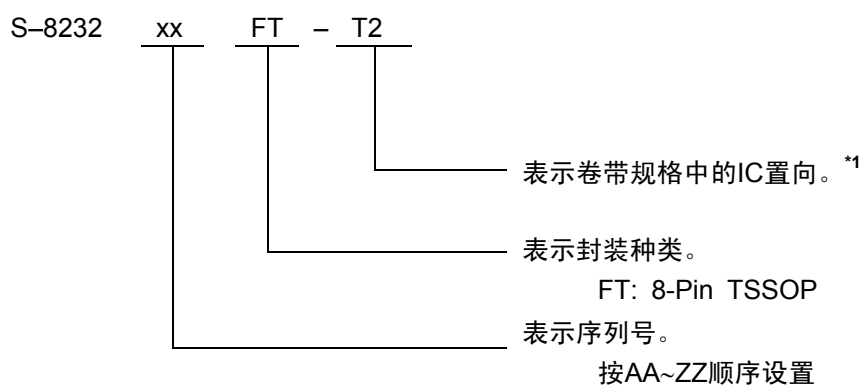 S–8232 xx FT – T2
表示卷带规格中的IC置向。*1
表示封装种类。
FT: 8-Pin TSSOP
表示序列号。
按AA~ZZ顺序设置